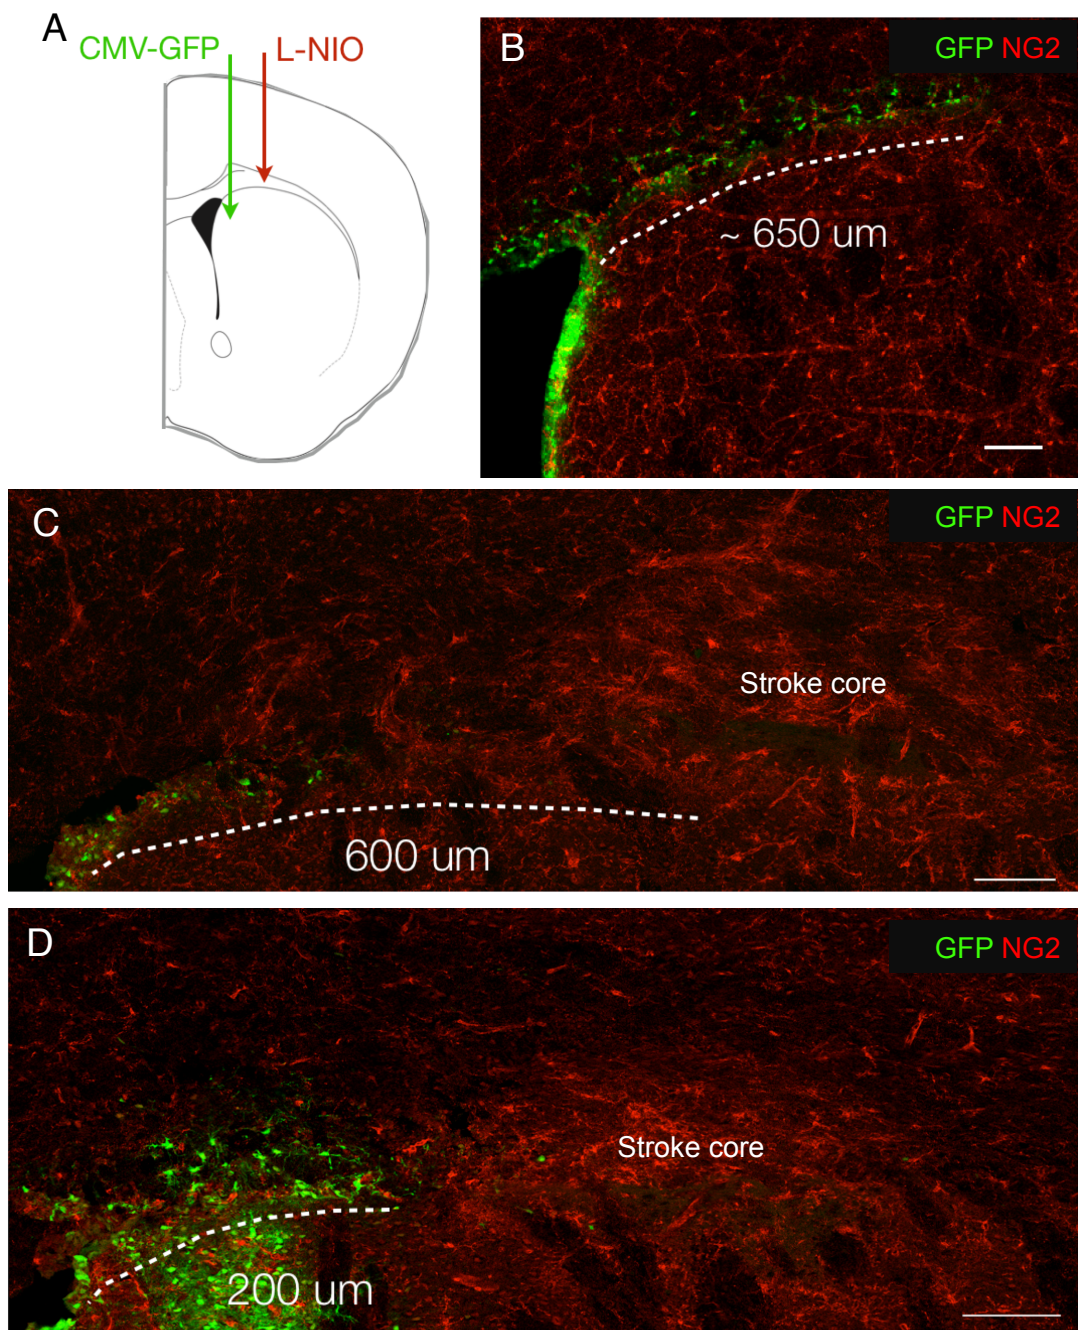 A
CMV-GFP
L-NIO
B
GFP NG2
~ 650 um
C
GFP NG2
Stroke core
600 um
D
GFP NG2
Stroke core
200 um